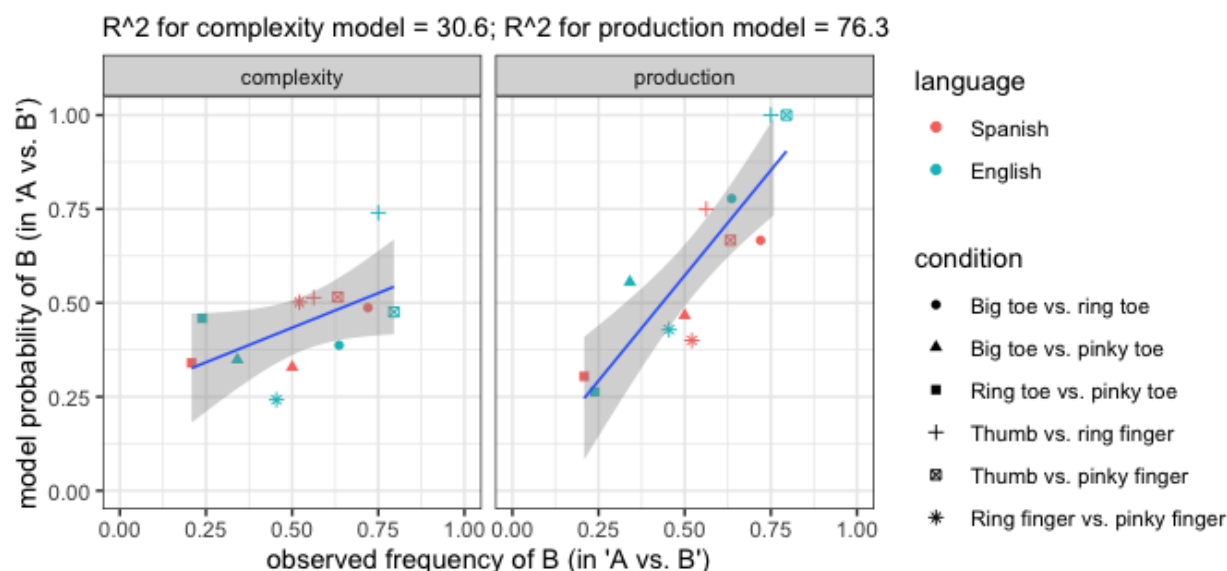 R^2 for complexity model = 30.6; R^2 for production model = 76.3
complexity
production
model probability of B (in 'A vs. B')
1.00
0.75
0.50
0.25
0.00
0.00 0.25 0.50 0.75 1.00
0.00 0.25 0.50 0.75 1.00
observed frequency of B (in 'A vs. B')
language
Spanish
English
condition
Big toe vs. ring toe
Big toe vs. pinky toe
Ring toe vs. pinky toe
Thumb vs. ring finger
Thumb vs. pinky finger
Ring finger vs. pinky finger